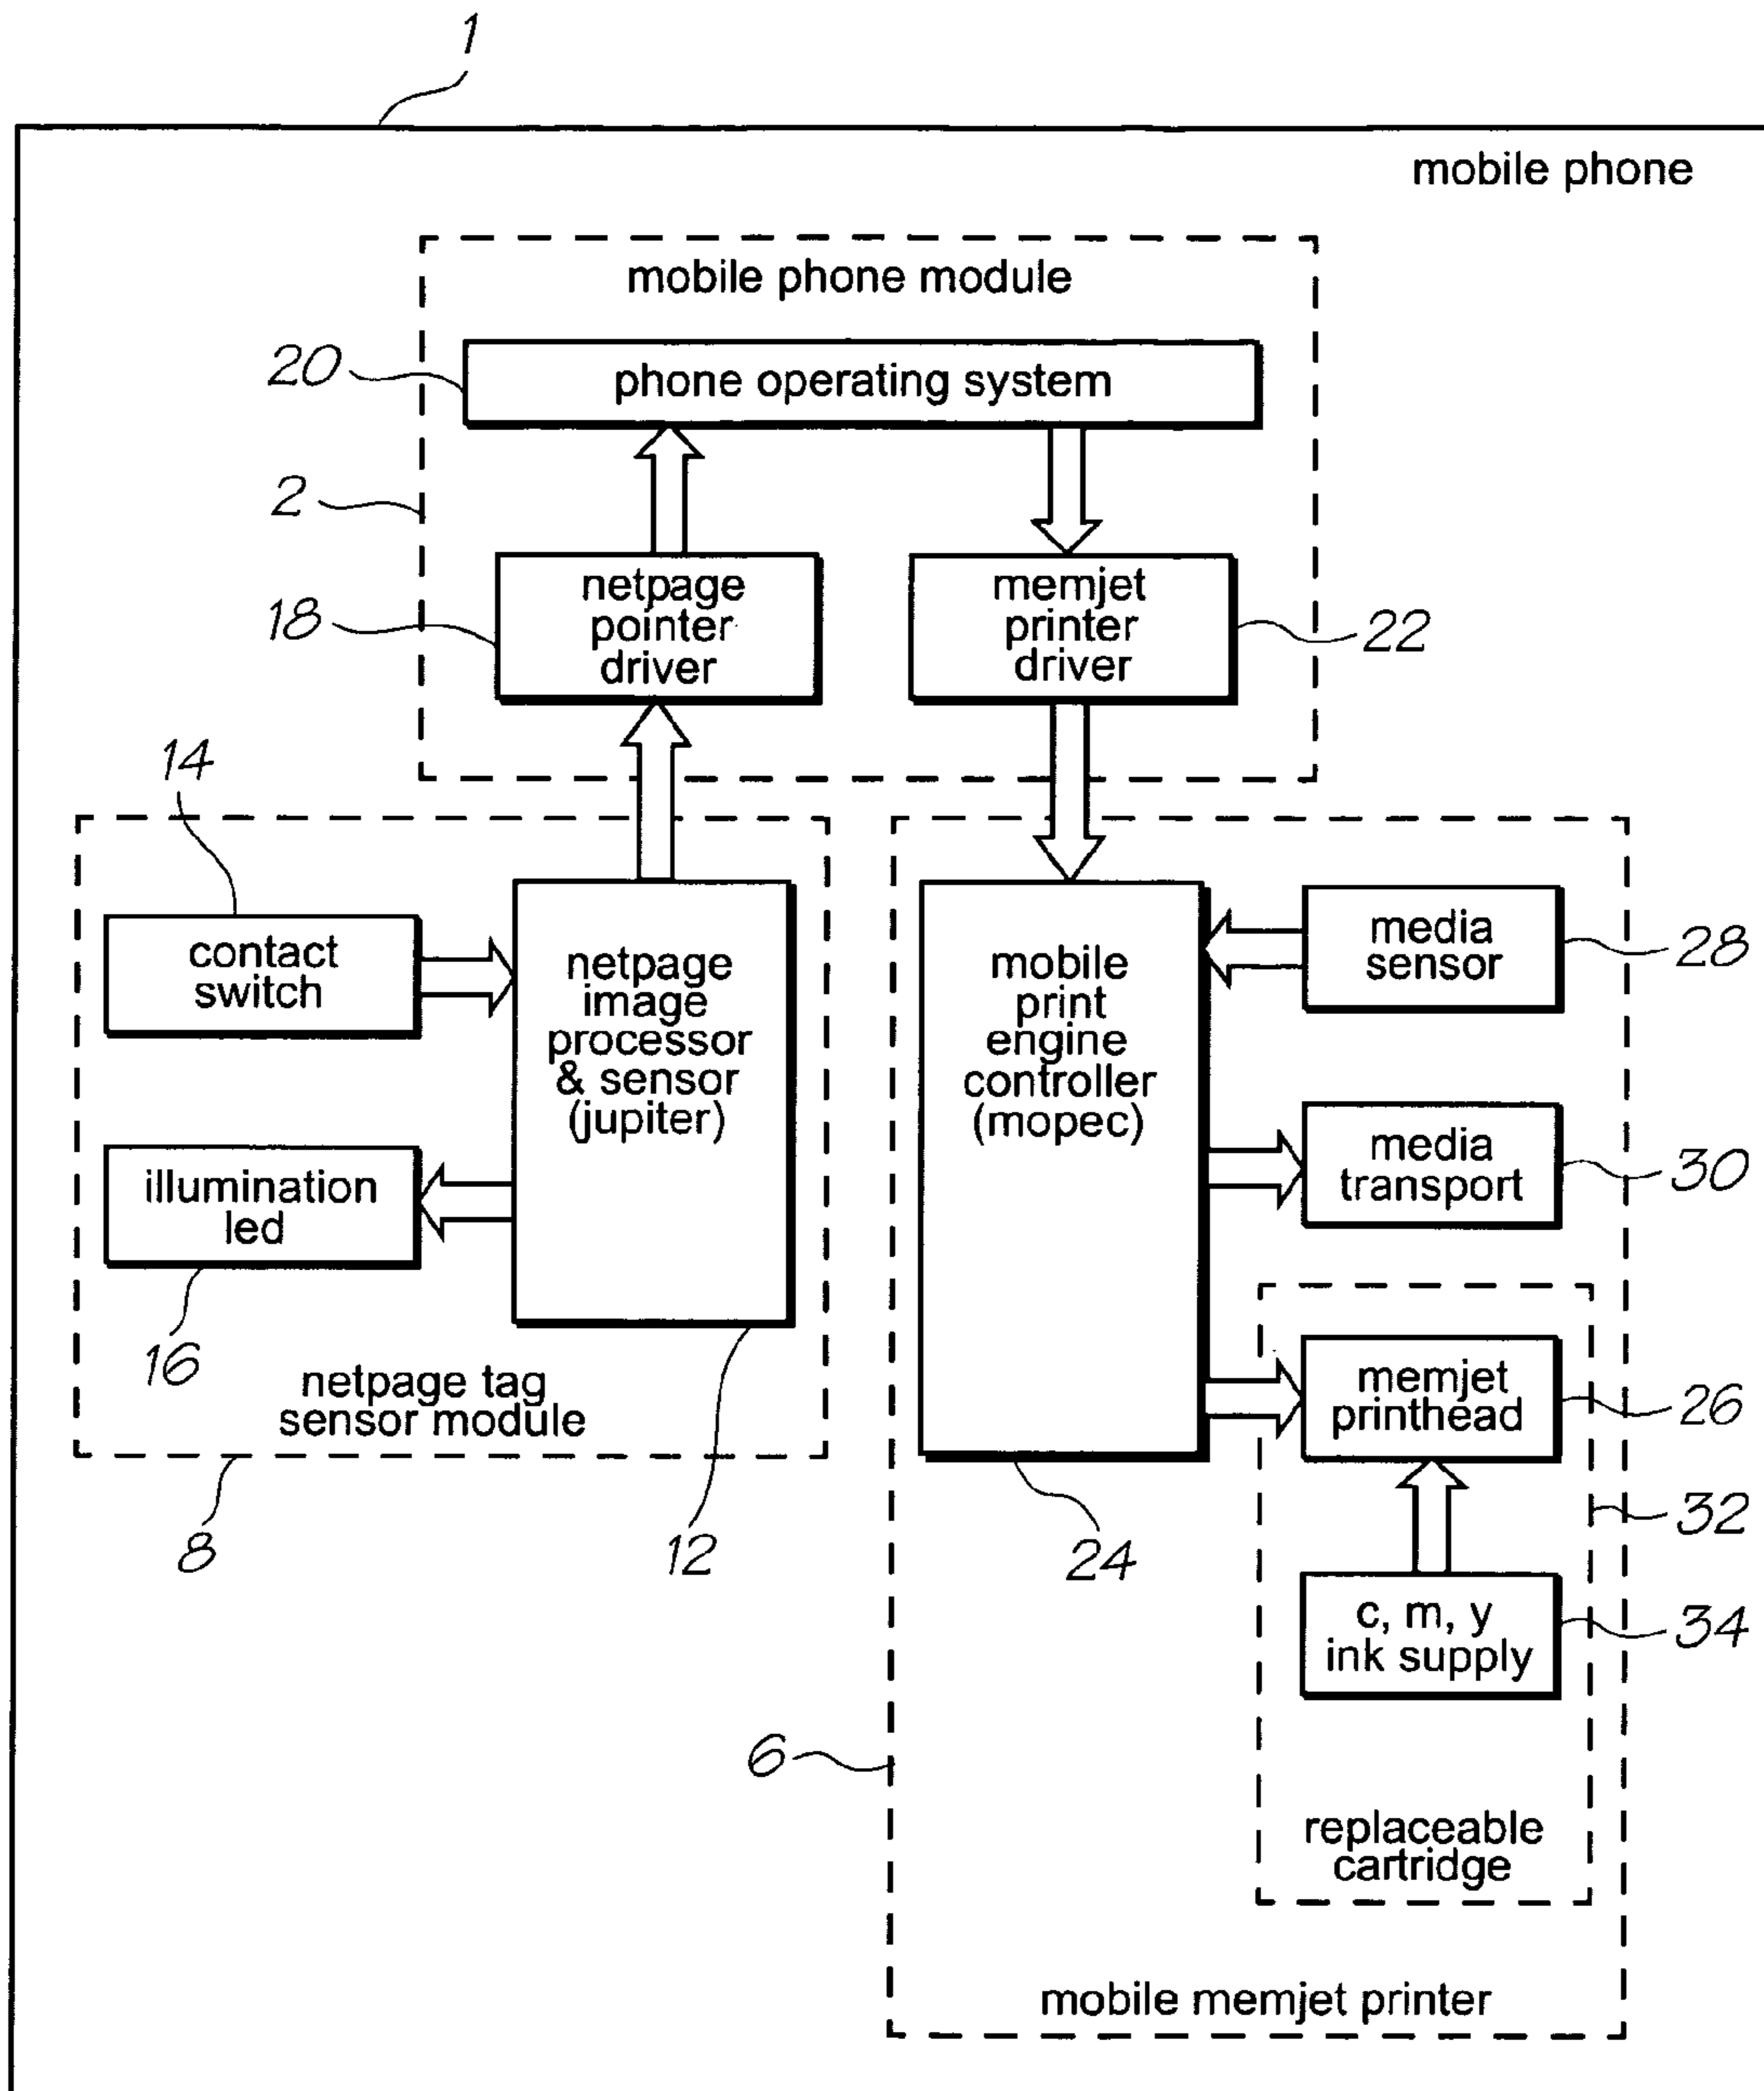 1
mobile phone
mobile phone module
20
phone operating system
2
18
netpage
pointer
driver
memjet
printer
driver
22
14
contact
switch
netpage
image
processor
& sensor
(jupiter)
illumination
led
16
netpage tag
sensor module
8
12
mobile
print
engine
controller
(mopec)
media
sensor
28
media
transport
30
memjet
printhead
26
32
24
c, m, y
ink supply
34
6
replaceable
cartridge
mobile memjet printer